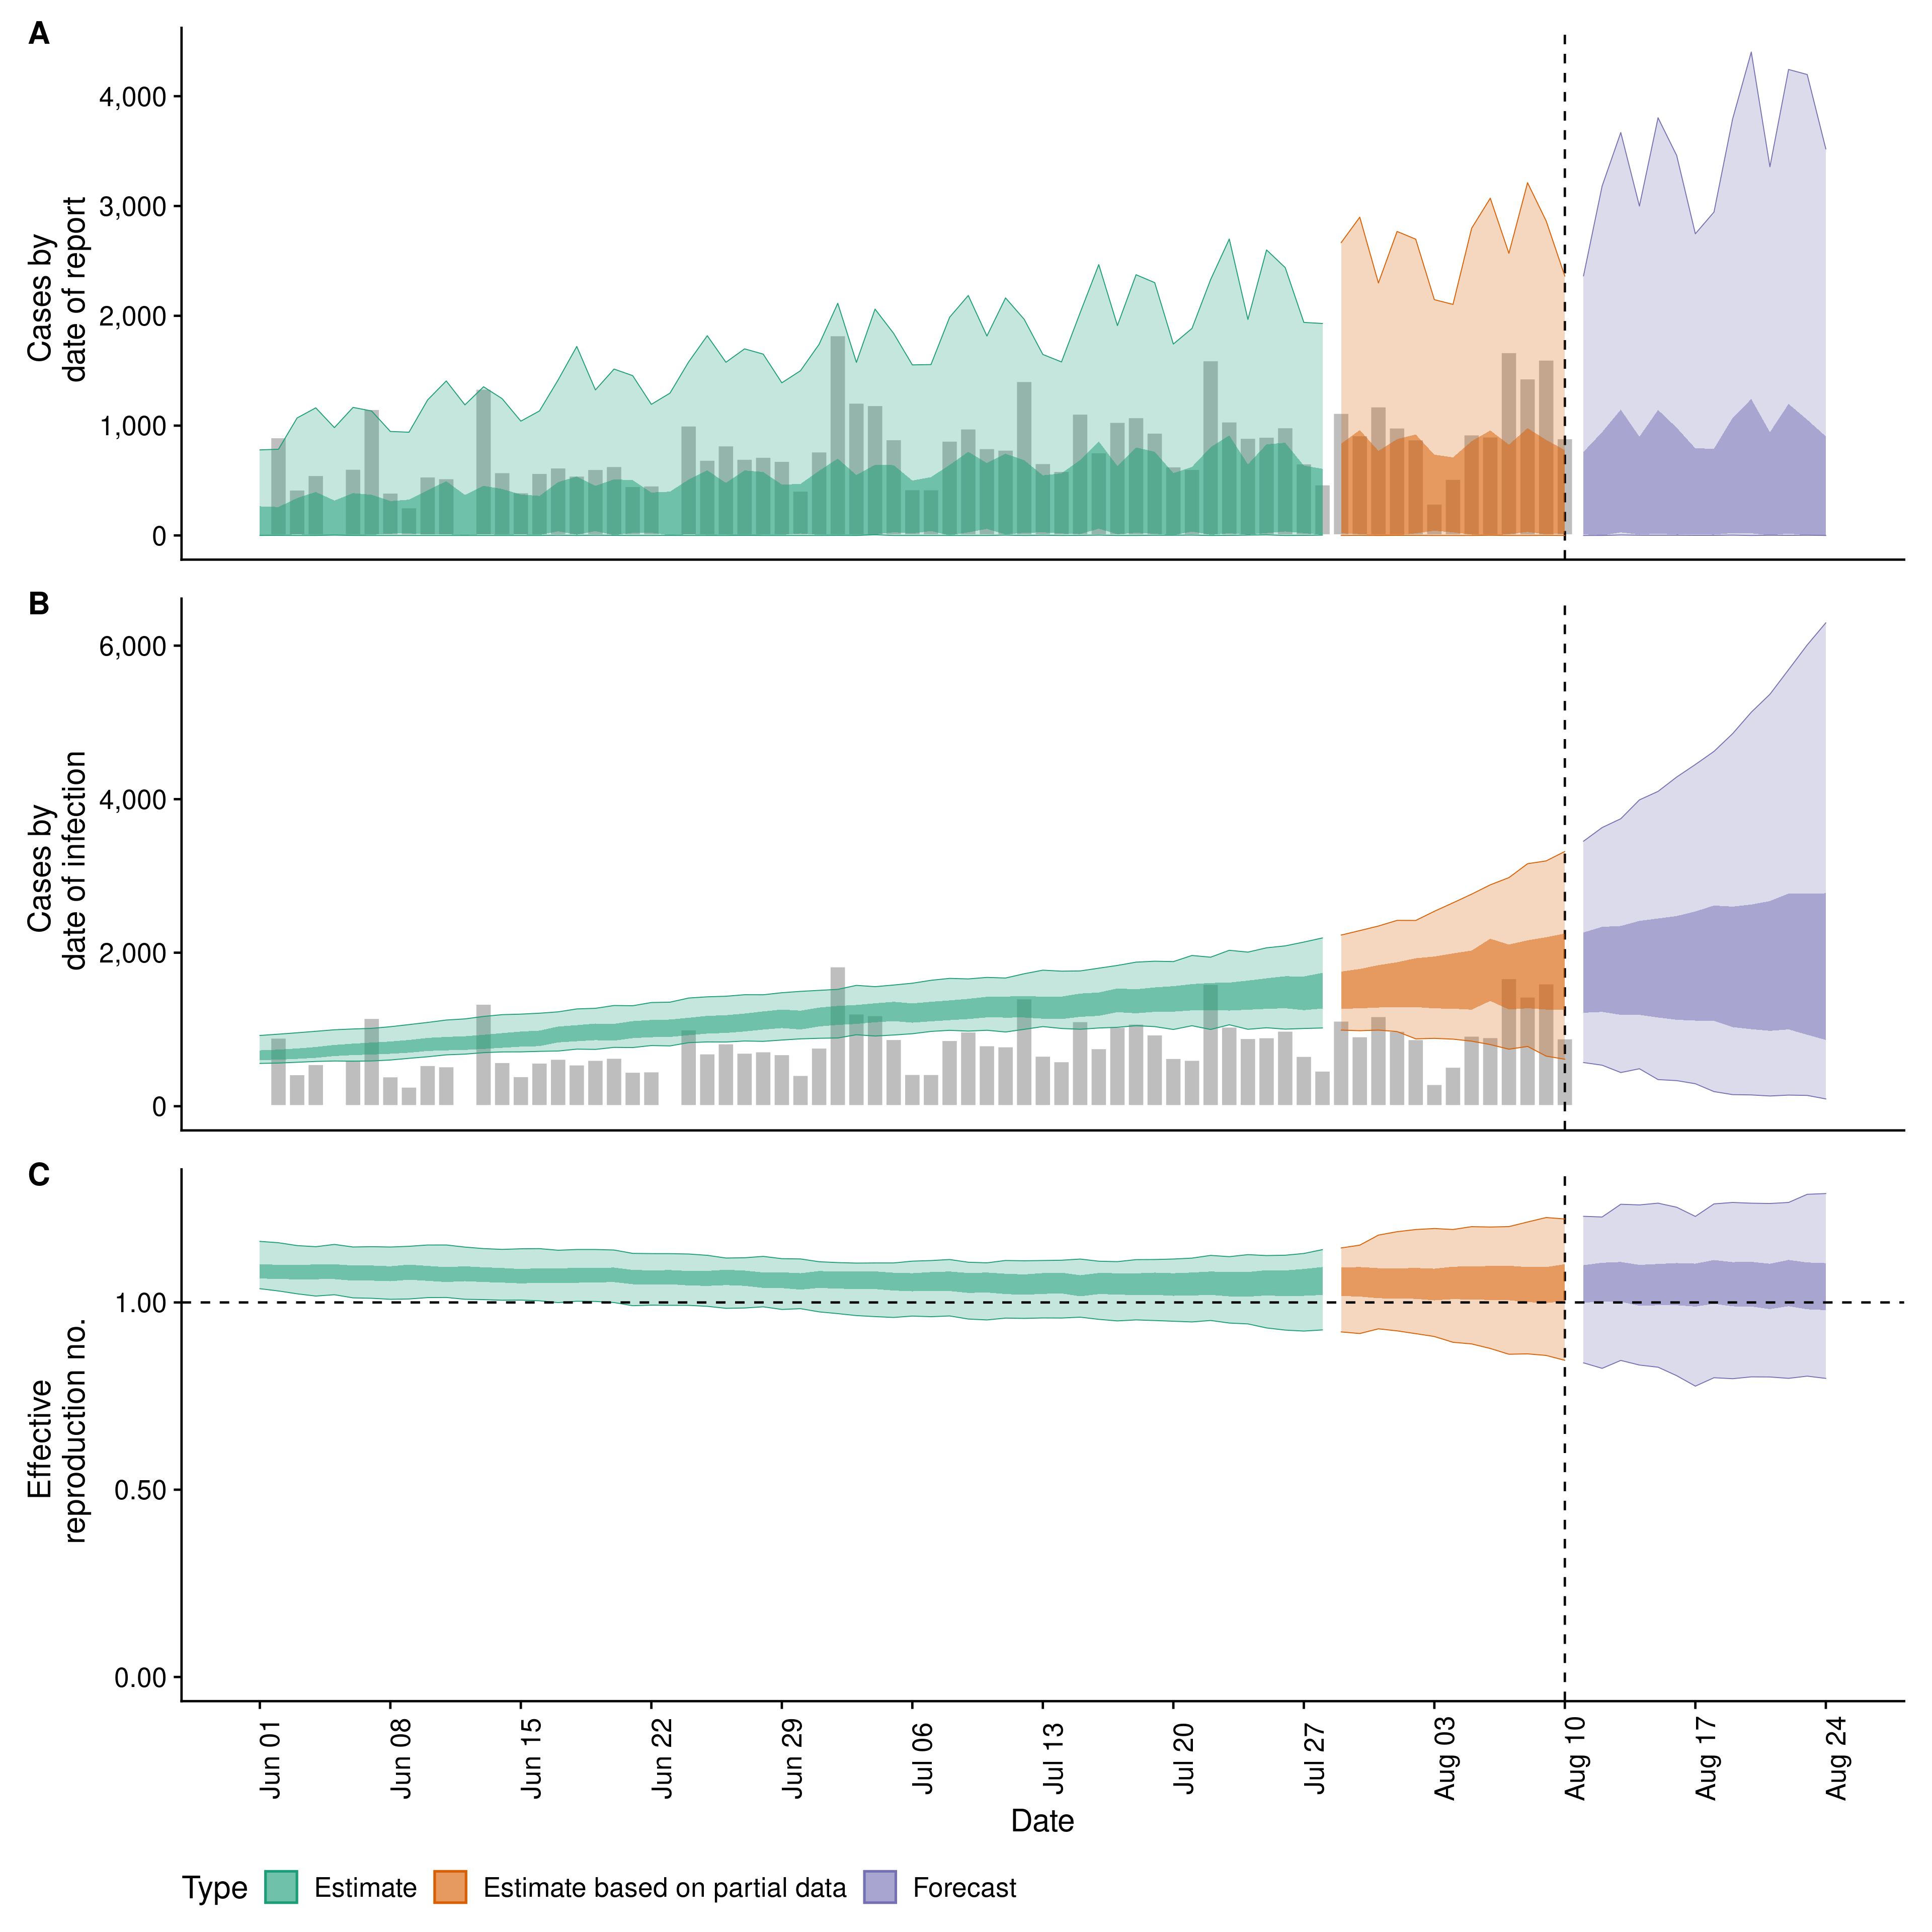 A
4,000
3,000
2,000
1,000
0
Cases by
date of report
B
6,000
4,000
2,000
0
Cases by
date of infection
C
1.00
0.50
0.00
Effective
reproduction no.
Jun 01
Jun 08
Jun 15
Jun 22
Jun 29
Jul 06
Jul 13
Jul 20
Jul 27
Aug 03
Aug 10
Aug 17
Aug 24
Date
Type Estimate Estimate based on partial data Forecast